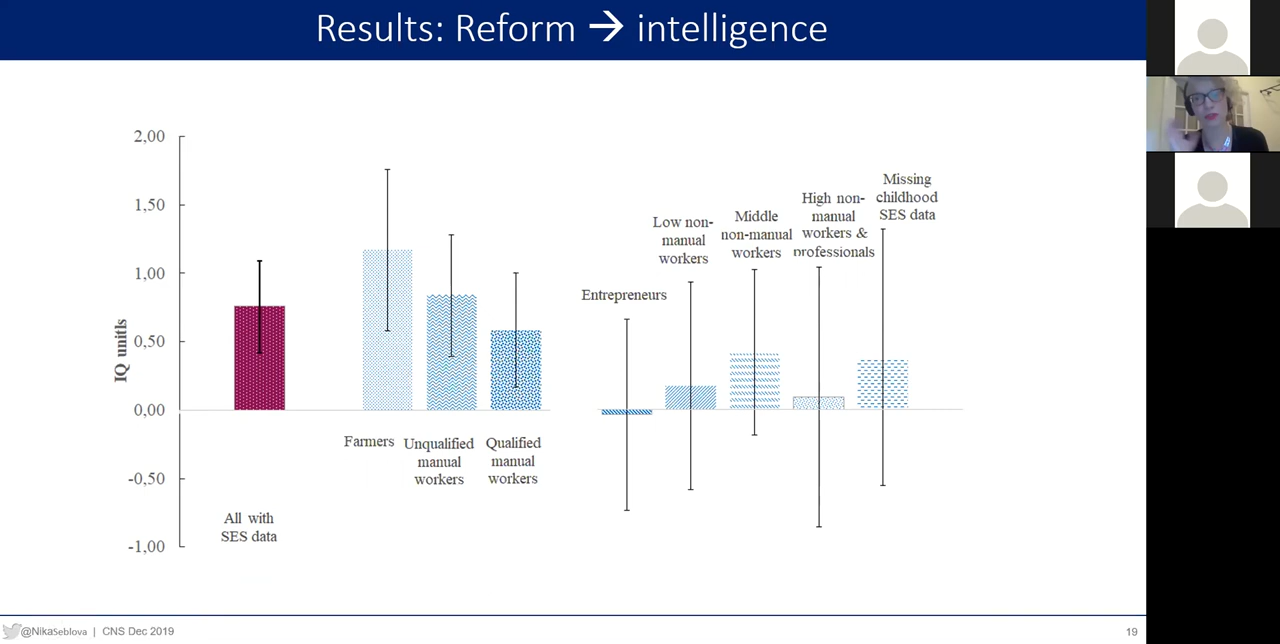 Results: Reform → intelligence
2,00
1,50
1,00
0,50
0,00
-0,50
-1,00
IQ unitls
All with
SES data
Farmers
Unqualified
manual
workers
Qualified
manual
workers
Entrepreneurs
Low non-
manual
workers
Middle
non-manual
workers
High non-
manual
workers &
professionals
Missing
childhood
SES data
@NikaSeblova | CNS Dec 2019
19